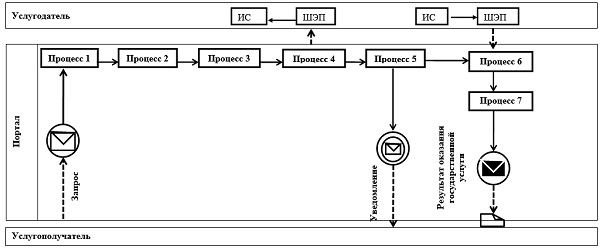 Услугодатель
ИС
ШЭП
ИС
ШЭП
Портал
Процесс 1
Процесс 2
Процесс 3
Процесс 4
Процесс 5
Процесс 6
Процесс 7
Запрос
Уведомление
Результат оказания
государственной
услуги
Услугополучатель